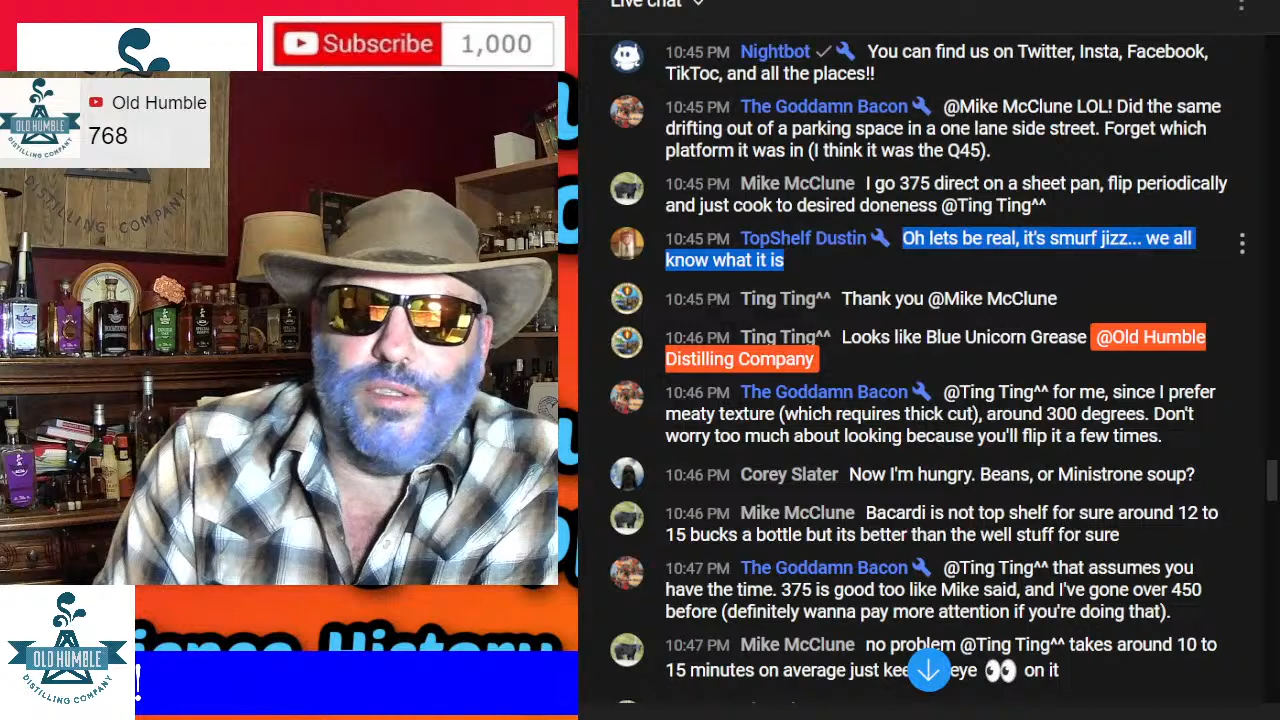 Subscribe 1,000
Old Humble
768
OLD HUMBLE
DISTILLING COMPANY
DISTILLING COMPANY
ience, History
!
OLD HUMBLE
DISTILLING COMPANY
Live chat
10:45 PM Nightbot You can find us on Twitter, Insta, Facebook,
TikToc, and all the places!!
10:45 PM The Goddamn Bacon @Mike McClune LOL! Did the same
drifting out of a parking space in a one lane side street. Forget which
platform it was in (I think it was the Q45).
10:45 PM Mike McClune I go 375 direct on a sheet pan, flip periodically
and just cook to desired doneness @Ting Ting^^
10:45 PM TopShelf Dustin Oh lets be real, it's smurf jizz... we all
know what it is
10:45 PM Ting Ting^^ Thank you @Mike McClune
10:46 PM Ting Ting^^ Looks like Blue Unicorn Grease @Old Humble
Distilling Company
10:46 PM The Goddamn Bacon @Ting Ting^^ for me, since I prefer
meaty texture (which requires thick cut), around 300 degrees. Don't
worry too much about looking because you'll flip it a few times.
10:46 PM Corey Slater Now I'm hungry. Beans, or Ministrone soup?
10:46 PM Mike McClune Bacardi is not top shelf for sure around 12 to
15 bucks a bottle but its better than the well stuff for sure
10:47 PM The Goddamn Bacon @Ting Ting^^ that assumes you
have the time. 375 is good too like Mike said, and I've gone over 450
before (definitely wanna pay more attention if you're doing that).
10:47 PM Mike McClune no problem @Ting Ting^^ takes around 10 to
15 minutes on average just kee eye 👀 on it